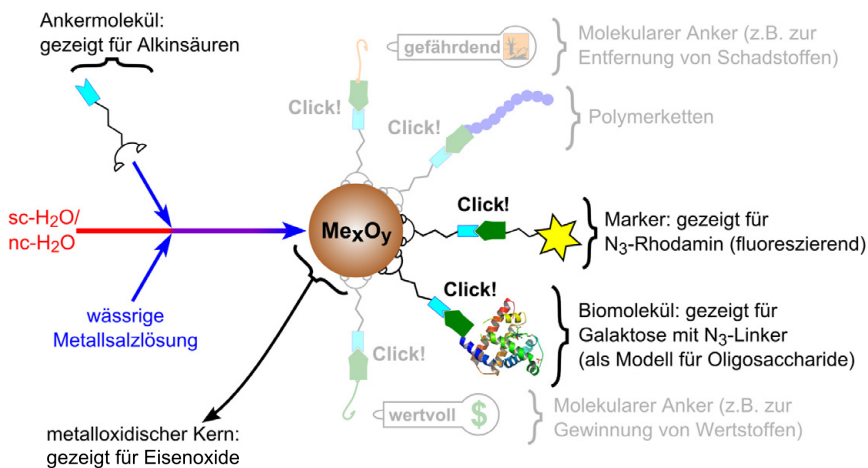 Ankermolekül:
gezeigt für Alkinsäuren
sc-H₂O/
nc-H₂O
wässrige
Metallsalzlösung
metalloxidischer Kern:
gezeigt für Eisenoxide
MeₓOᵧ
Click!
gefährdend
Molekularer Anker (z.B. zur
Entfernung von Schadstoffen)
Click!
Polymerketten
Click!
Marker: gezeigt für
N₃-Rhodamin (fluoreszierend)
Click!
Biomolekül: gezeigt für
Galaktose mit N₃-Linker
(als Modell für Oligosaccharide)
Click!
wertvoll $
Molekularer Anker (z.B. zur
Gewinnung von Wertstoffen)